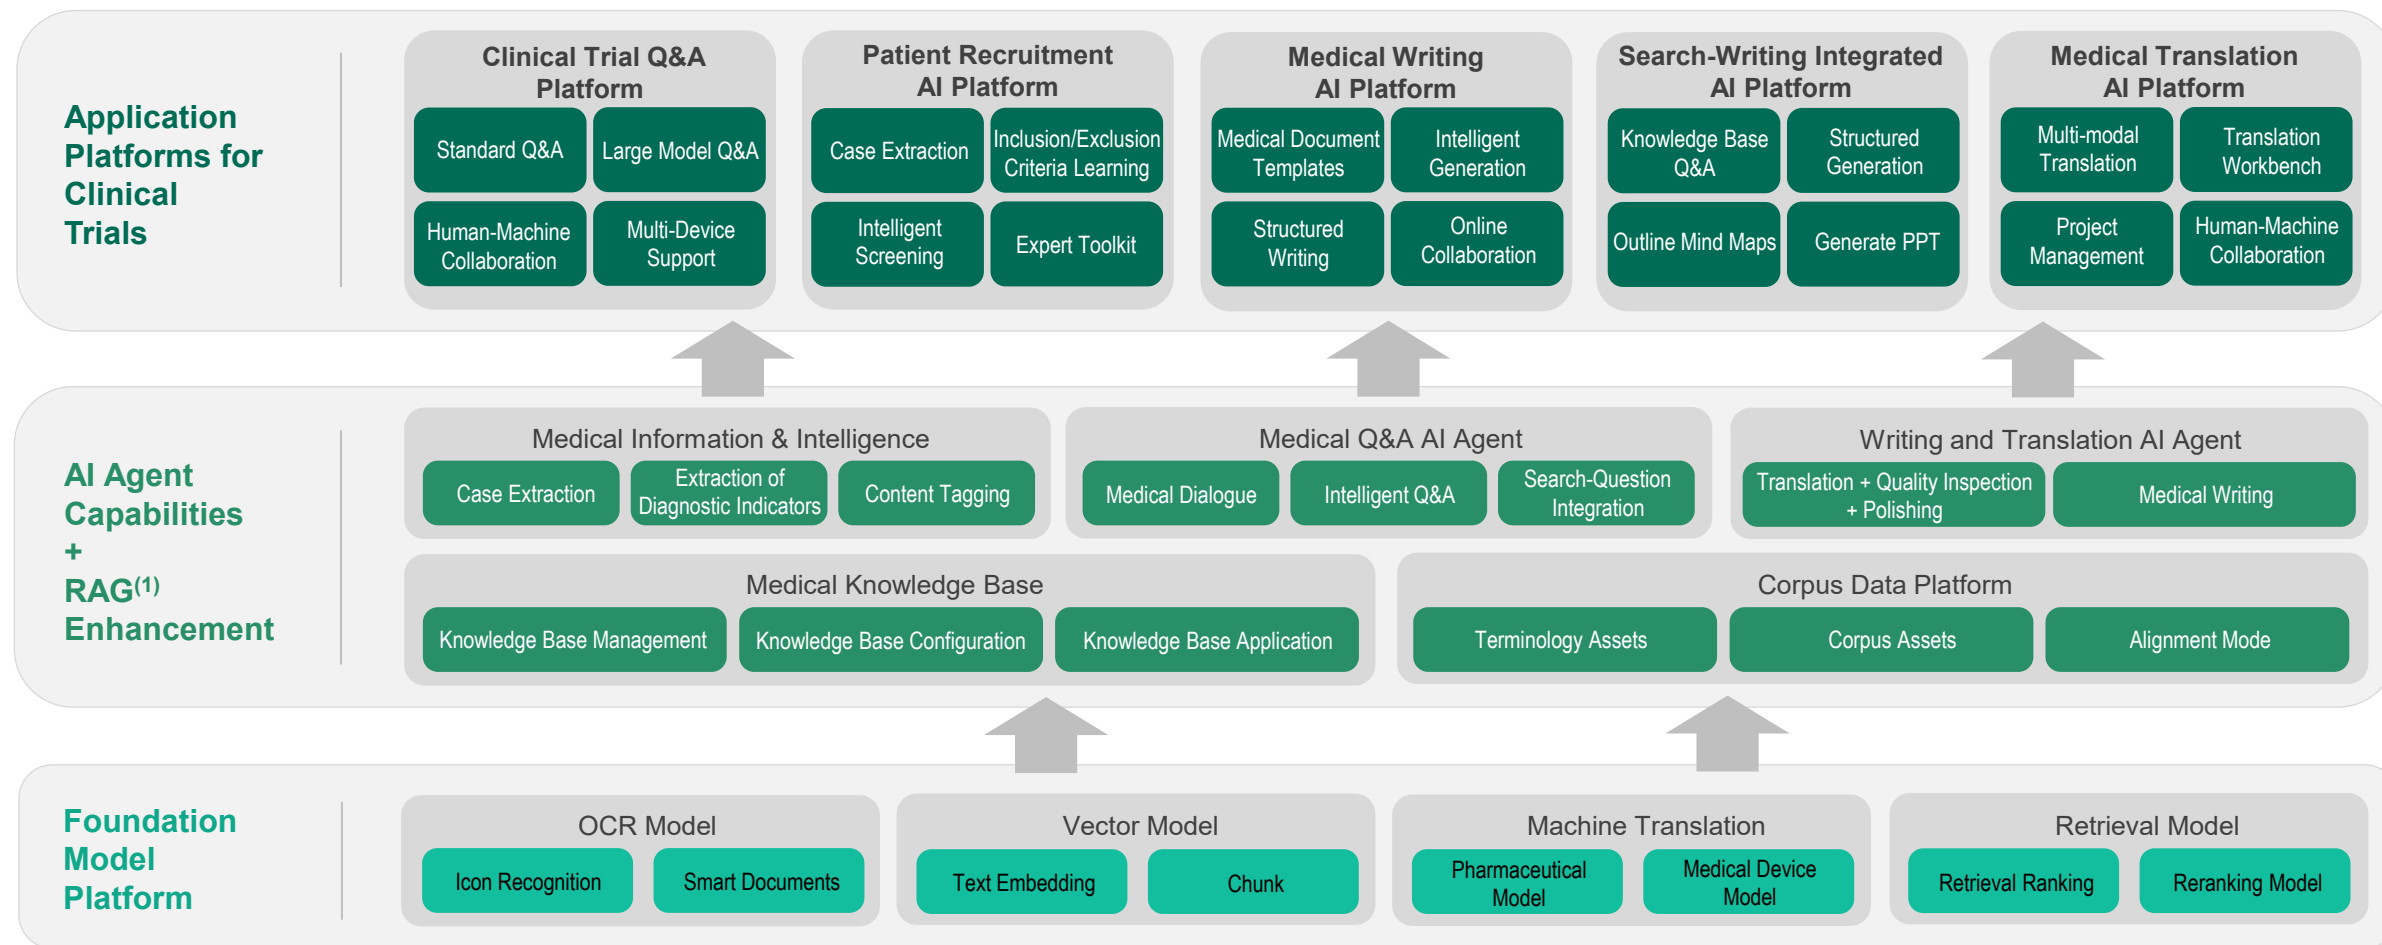 Application
Platforms for
Clinical
Trials
Clinical Trial Q&A
Platform
Standard Q&A
Large Model Q&A
Human-Machine
Collaboration
Multi-Device
Support
Patient Recruitment
AI Platform
Case Extraction
Inclusion/Exclusion
Criteria Learning
Intelligent
Screening
Expert Toolkit
Medical Writing
AI Platform
Medical Document
Templates
Intelligent
Generation
Structured
Writing
Online
Collaboration
Search-Writing Integrated
AI Platform
Knowledge Base
Q&A
Structured
Generation
Outline Mind Maps
Generate PPT
Medical Translation
AI Platform
Multi-modal
Translation
Translation
Workbench
Project
Management
Human-Machine
Collaboration
AI Agent
Capabilities
+
RAG(1)
Enhancement
Medical Information & Intelligence
Case Extraction
Extraction of
Diagnostic Indicators
Content Tagging
Medical Q&A AI Agent
Medical Dialogue
Intelligent Q&A
Search-Question
Integration
Writing and Translation AI Agent
Translation + Quality Inspection
+ Polishing
Medical Writing
Medical Knowledge Base
Knowledge Base Management
Knowledge Base Configuration
Knowledge Base Application
Corpus Data Platform
Terminology Assets
Corpus Assets
Alignment Mode
Foundation
Model
Platform
OCR Model
Icon Recognition
Smart Documents
Vector Model
Text Embedding
Chunk
Machine Translation
Pharmaceutical
Model
Medical Device
Model
Retrieval Model
Retrieval Ranking
Reranking Model